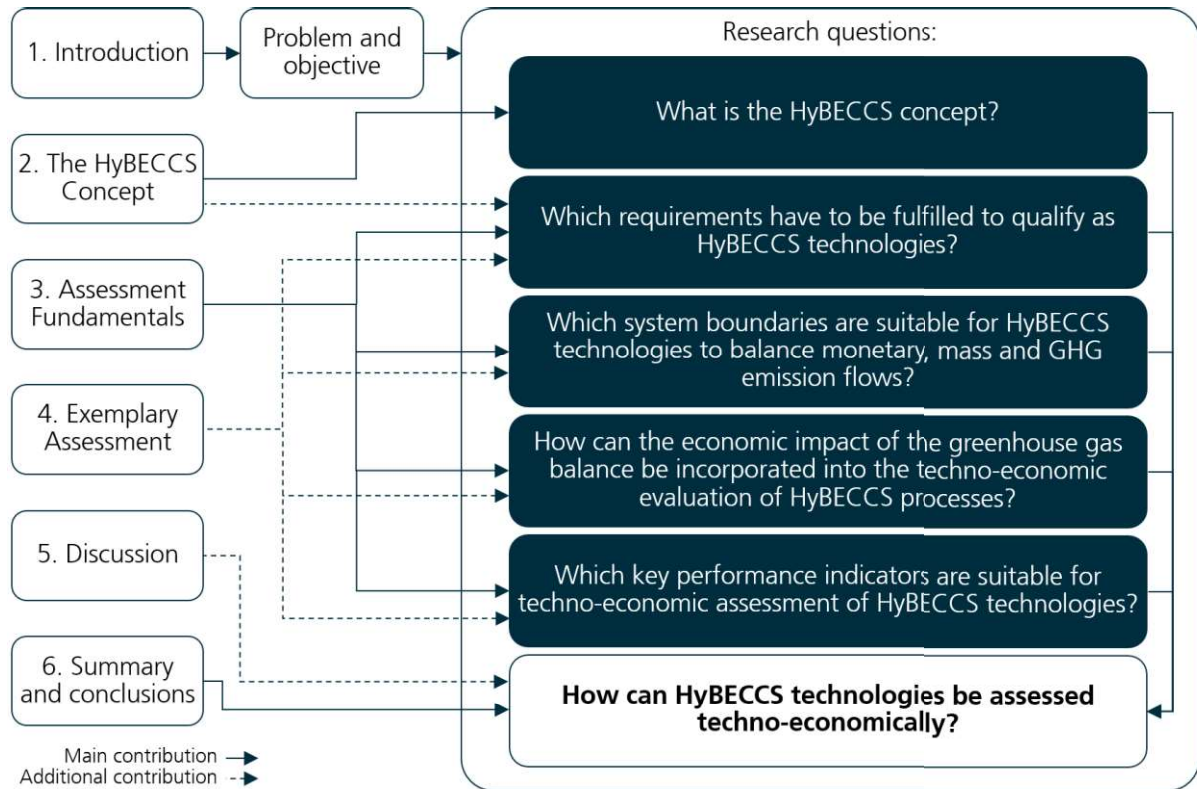 1. Introduction
Problem and
objective
2. The HyBECCS
Concept
3. Assessment
Fundamentals
4. Exemplary
Assessment
5. Discussion
6. Summary
and conclusions
Main contribution
Additional contribution
Research questions:
What is the HyBECCS concept?
Which requirements have to be fulfilled to qualify as
HyBECCS technologies?
Which system boundaries are suitable for HyBECCS
technologies to balance monetary, mass and GHG
emission flows?
How can the economic impact of the greenhouse gas
balance be incorporated into the techno-economic
evaluation of HyBECCS processes?
Which key performance indicators are suitable for
techno-economic assessment of HyBECCS technologies?
How can HyBECCS technologies be assessed
techno-economically?